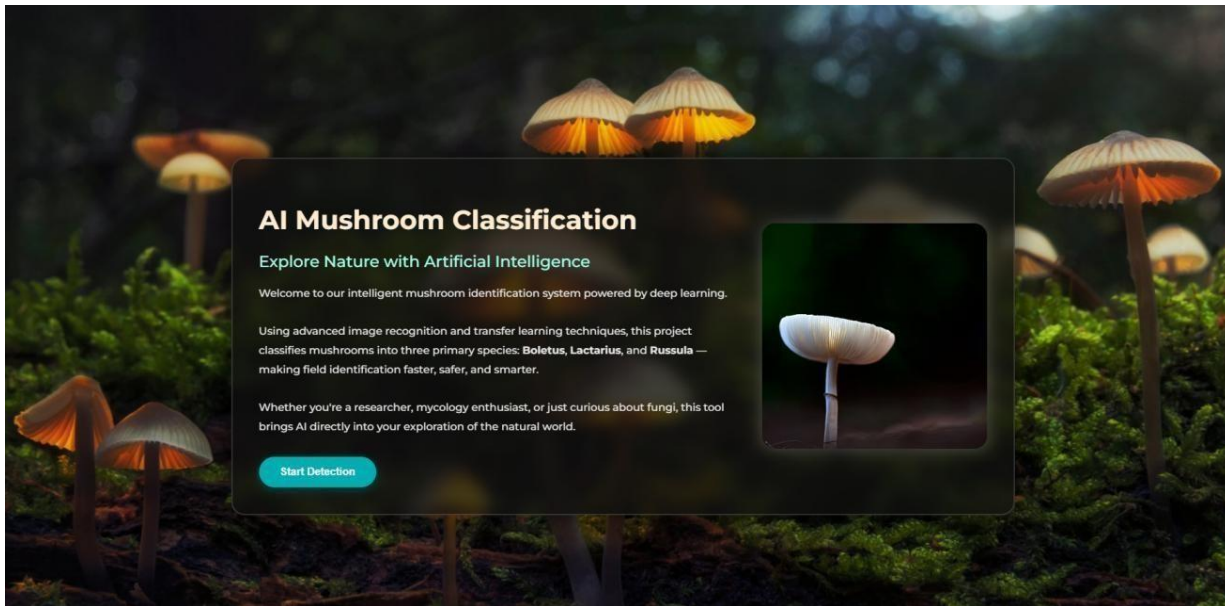 AI Mushroom Classification
Explore Nature with Artificial Intelligence
Welcome to our intelligent mushroom identification system powered by deep learning.
Using advanced image recognition and transfer learning techniques, this project
classifies mushrooms into three primary species: Boletus, Lactarius, and Russula —
making field identification faster, safer, and smarter.
Whether you're a researcher, mycology enthusiast, or just curious about fungi, this tool
brings AI directly into your exploration of the natural world.
Start Detection